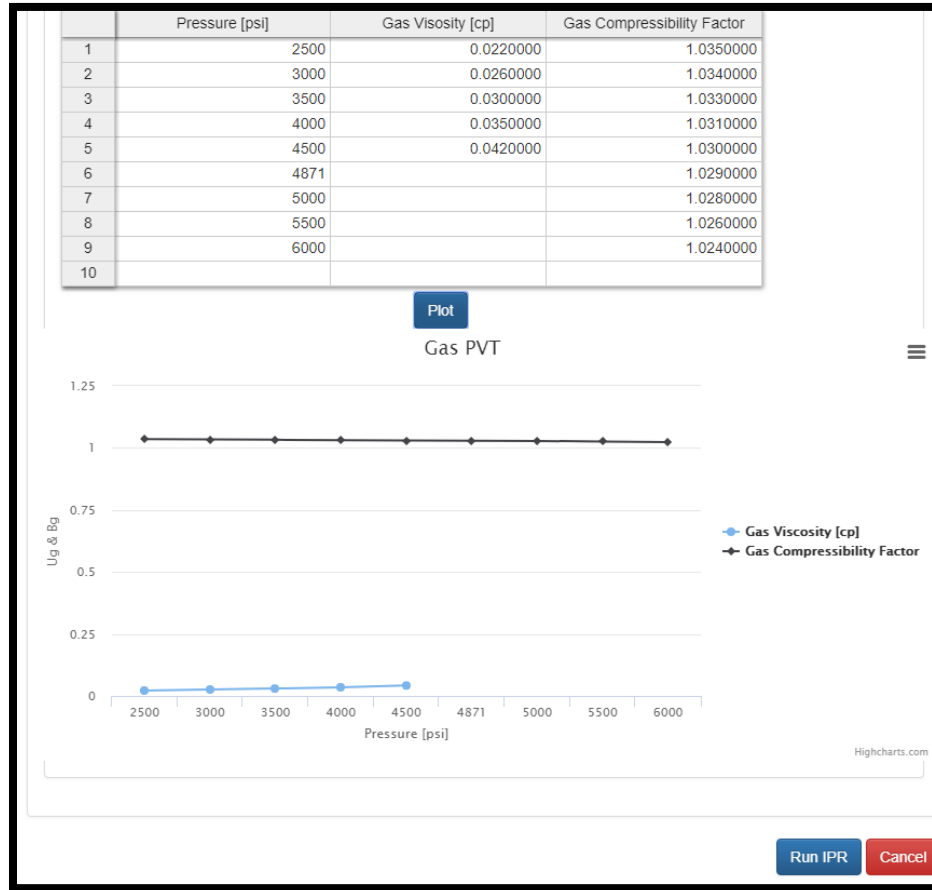 Pressure [psi] Gas Visosity [cp] Gas Compressibility Factor
1 2500 0.0220000 1.0350000
2 3000 0.0260000 1.0340000
3 3500 0.0300000 1.0330000
4 4000 0.0350000 1.0310000
5 4500 0.0420000 1.0300000
6 4871 1.0290000
7 5000 1.0280000
8 5500 1.0260000
9 6000 1.0240000
10
Plot
Gas PVT
1.25
1
0.75
0.5
0.25
0
Ug & Bg
2500 3000 3500 4000 4500 4871 5000 5500 6000
Pressure [psi]
Gas Viscosity [cp]
Gas Compressibility Factor
Highcharts.com
Run IPR Cancel